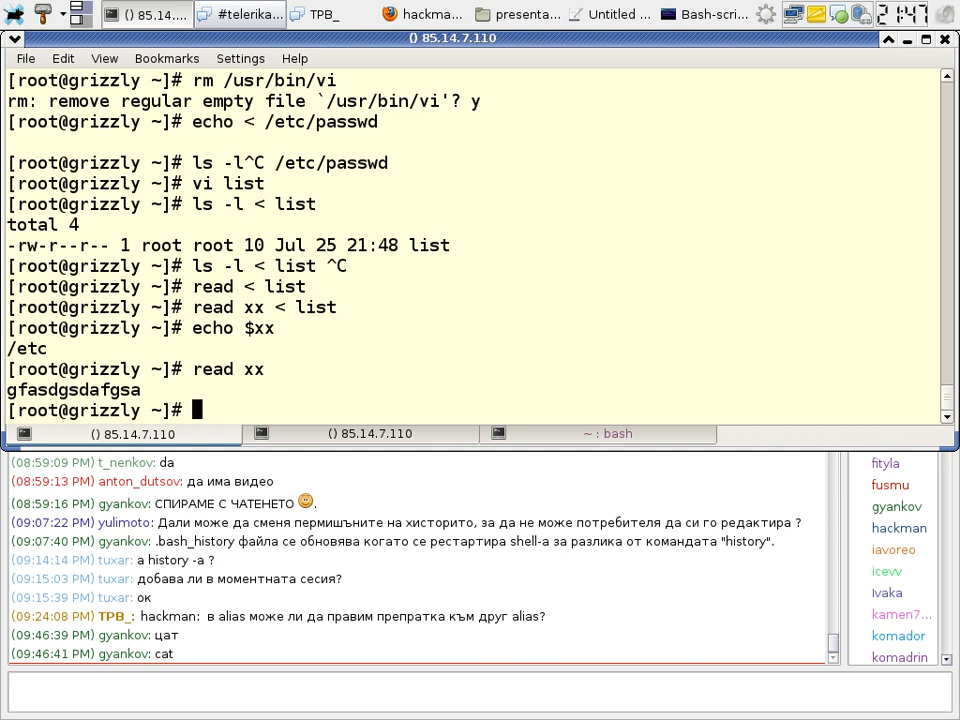 () 85.14....
#telerika...
TPB_
hackma...
presenta...
Untitled ...
Bash-scri...
21:47
() 85.14.7.110
File Edit View Bookmarks Settings Help
[root@grizzly ~]# rm /usr/bin/vi
rm: remove regular empty file `/usr/bin/vi'? y
[root@grizzly ~]# echo < /etc/passwd
[root@grizzly ~]# ls -l^C /etc/passwd
[root@grizzly ~]# vi list
[root@grizzly ~]# ls -l < list
total 4
-rw-r--r-- 1 root root 10 Jul 25 21:48 list
[root@grizzly ~]# ls -l < list ^C
[root@grizzly ~]# read < list
[root@grizzly ~]# read xx < list
[root@grizzly ~]# echo $xx
/etc
[root@grizzly ~]# read xx
gfasdgsdafgsa
[root@grizzly ~]#
() 85.14.7.110
() 85.14.7.110
~ : bash
(08:59:09 PM) t_nenkov: da
(08:59:13 PM) anton_dutsov: да има видео
(08:59:16 PM) gyankov: СПИРАМЕ С ЧАТЕНЕТО .
(09:07:22 PM) yulimoto: Дали може да сменя пермишъните на хисторито, за да не може потребителя да си го редактира ?
(09:07:40 PM) gyankov: .bash_history файла се обновява когато се рестартира shell-а за разлика от командата "history".
(09:14:14 PM) tuxar: а history -a ?
(09:15:03 PM) tuxar: добава ли в моментната сесия?
(09:15:39 PM) tuxar: ок
(09:24:08 PM) TPB_: hackman: в alias може ли да правим препратка към друг alias?
(09:46:39 PM) gyankov: цат
(09:46:41 PM) gyankov: cat
fityla
fusmu
gyankov
hackman
iavoreo
icevv
Ivaka
kamen7...
komador
komadrin